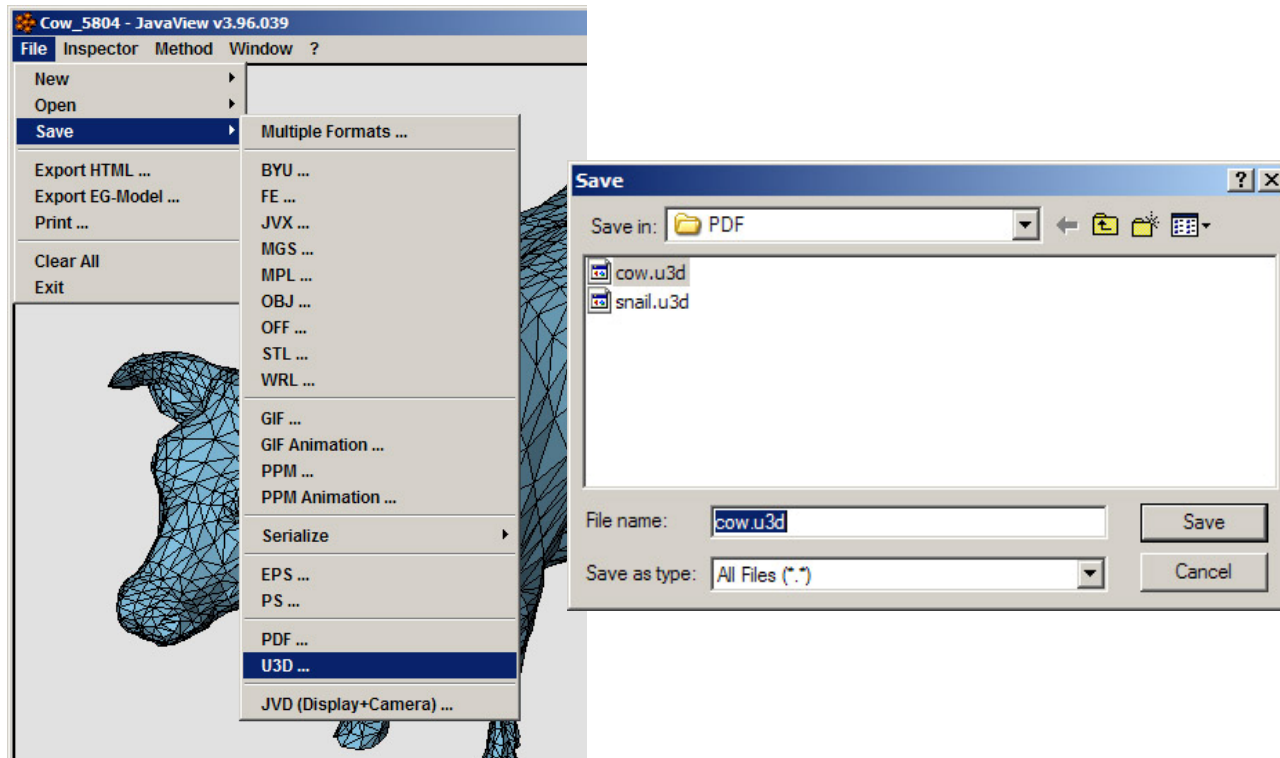 Cow_5804 - JavaView v3.96.039
File Inspector Method Window ?
New
Open
Save
Export HTML ...
Export EG-Model ...
Print ...
Clear All
Exit
Multiple Formats ...
BYU ...
FE ...
JVX ...
MGS ...
MPL ...
OBJ ...
OFF ...
STL ...
WRL ...
GIF ...
GIF Animation ...
PPM ...
PPM Animation ...
Serialize
EPS ...
PS ...
PDF ...
U3D ...
JVD (Display+Camera) ...
Save
Save in: PDF
cow.u3d
snail.u3d
File name: cow.u3d Save
Save as type: All Files (*.*) Cancel